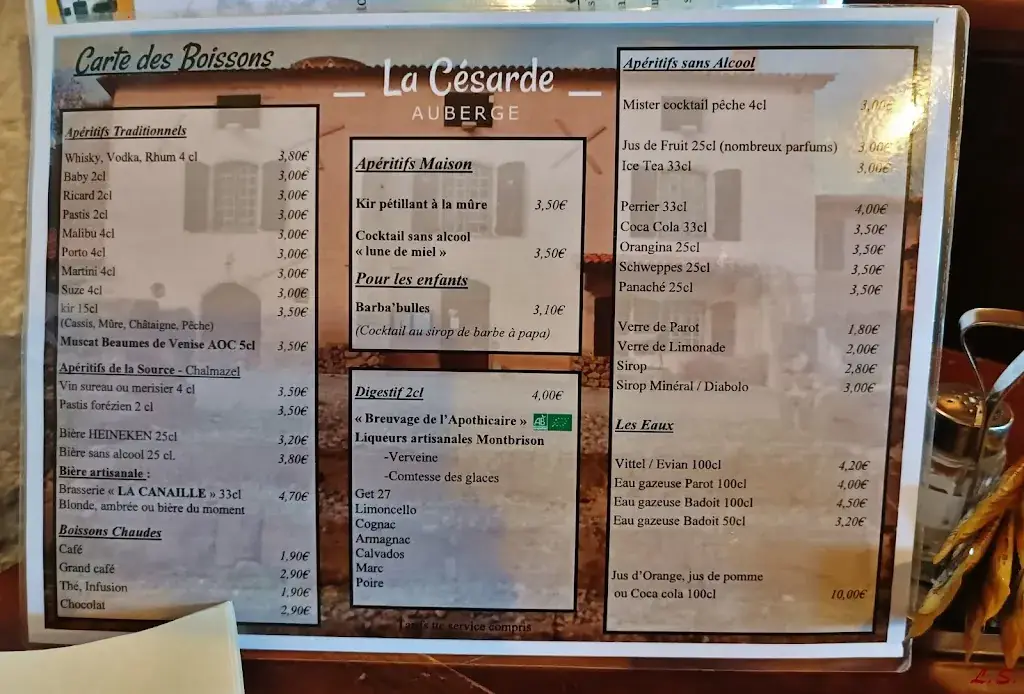 Carte des Boissons
La Césarde
AUBERGE
Apéritifs Traditionnels
Whisky, Vodka, Rhum 4 cl 3,80€
Baby 2cl 3,00€
Ricard 2cl 3,00€
Pastis 2cl 3,00€
Malibu 4cl 3,00€
Porto 4cl 3,00€
Martini 4cl 3,00€
Suze 4cl 3,00€
kir 15cl 3,50€
(Cassis, Mûre, Châtaigne, Pêche)
Muscat Beaumes de Venise AOC 5cl 3,50€
Apéritifs de la Source - Chalmazel
Vin sureau ou merisier 4 cl 3,50€
Pastis forézien 2 cl 3,50€
Bière HEINEKEN 25cl 3,20€
Bière sans alcool 25 cl. 3,80€
Bière artisanale :
Brasserie « LA CANAILLE » 33cl 4,70€
Blonde, ambrée ou bière du moment
Boissons Chaudes
Café 1,90€
Grand café 2,90€
Thé, Infusion 1,90€
Chocolat 2,90€
Apéritifs Maison
Kir pétillant à la mûre 3,50€
Cocktail sans alcool
« lune de miel » 3,50€
Pour les enfants
Barba'bulles 3,10€
(Cocktail au sirop de barbe à papa)
Digestif 2cl 4,00€
« Breuvage de l'Apothicaire » AB
Liqueurs artisanales Montbrison
-Verveine
-Comtesse des glaces
Get 27
Limoncello
Cognac
Armagnac
Calvados
Marc
Poire
Tarifs de service compris
Apéritifs sans Alcool
Mister cocktail pêche 4cl 3,00€
Jus de Fruit 25cl (nombreux parfums) 3,00€
Ice Tea 33cl 3,00€
Perrier 33cl 4,00€
Coca Cola 33cl 3,50€
Orangina 25cl 3,50€
Schweppes 25cl 3,50€
Panaché 25cl 3,50€
Verre de Parot 1,80€
Verre de Limonade 2,00€
Sirop 2,80€
Sirop Minéral / Diabolo 3,00€
Les Eaux
Vittel / Evian 100cl 4,20€
Eau gazeuse Parot 100cl 4,00€
Eau gazeuse Badoit 100cl 4,50€
Eau gazeuse Badoit 50cl 3,20€
Jus d'Orange, jus de pomme
ou Coca cola 100cl 10,00€
L.S.